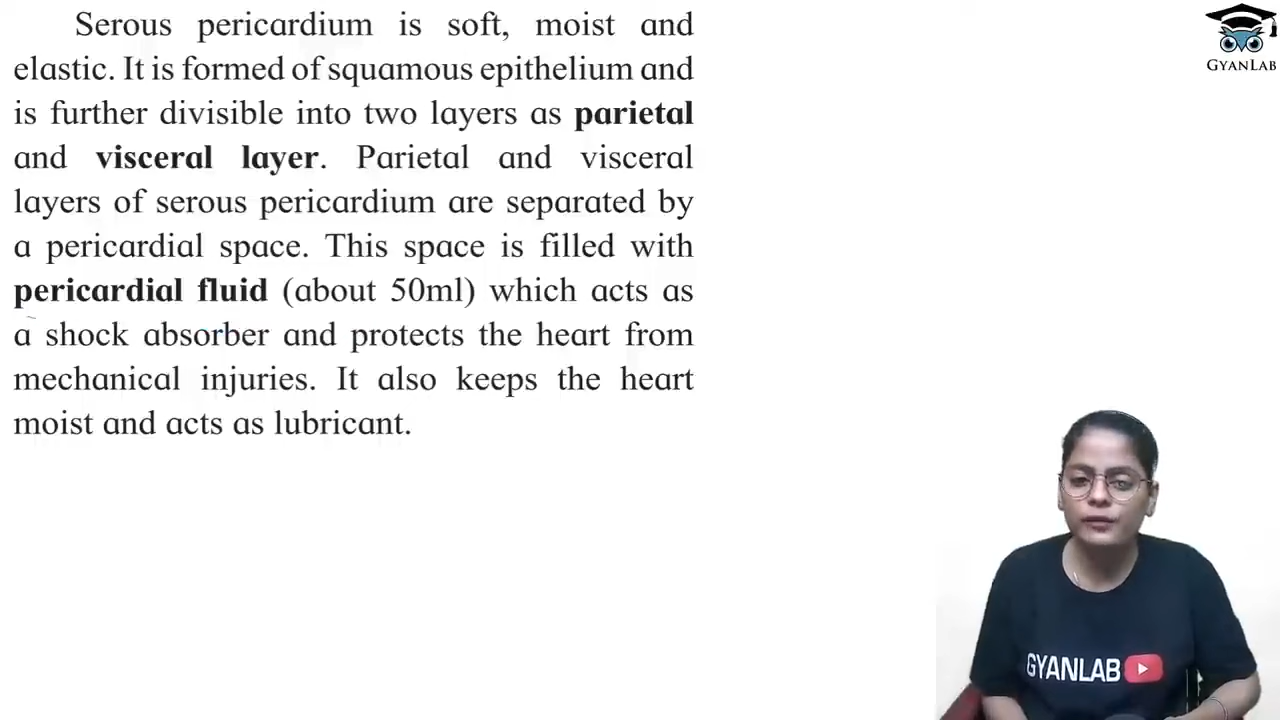 Serous pericardium is soft, moist and
elastic. It is formed of squamous epithelium and
is further divisible into two layers as parietal
and visceral layer. Parietal and visceral
layers of serous pericardium are separated by
a pericardial space. This space is filled with
pericardial fluid (about 50ml) which acts as
a shock absorber and protects the heart from
mechanical injuries. It also keeps the heart
moist and acts as lubricant.
GYANLAB
GYANLAB